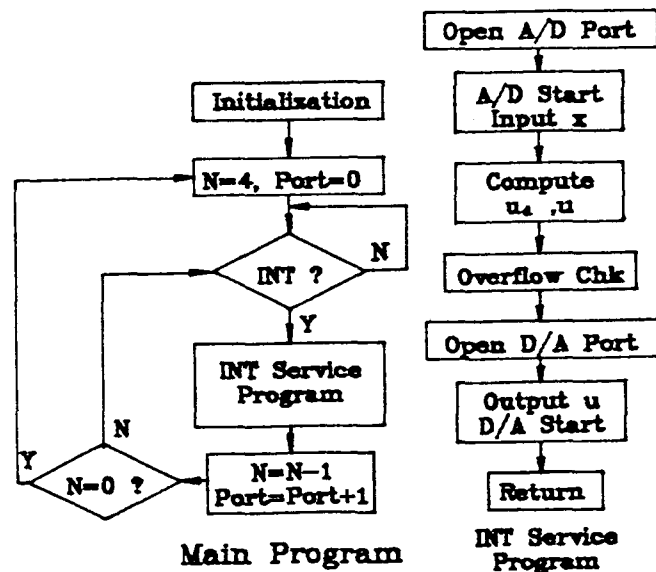 Initialization
N=4, Port=0
INT ?
N
Y
INT Service
Program
N=N-1
Port=Port+1
N=0 ?
N
Y
Main Program
Open A/D Port
A/D Start
Input x
Compute
u_d ,u
Overflow Chk
Open D/A Port
Output u
D/A Start
Return
INT Service
Program